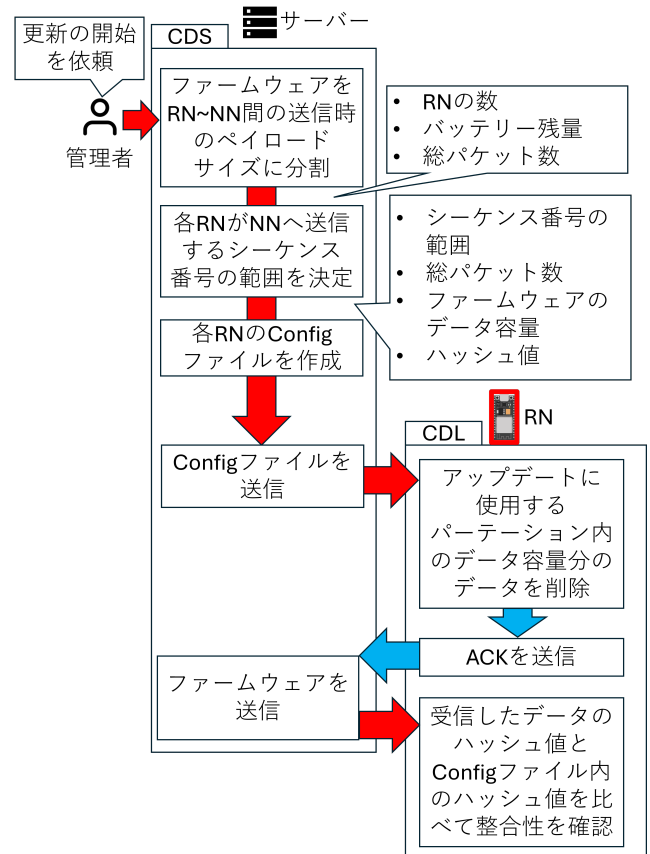 更新の開始
を依頼
管理者
サーバー
CDS
ファームウェアを
RN~NN間の送信時
のペイロード
サイズに分割
• RNの数
• バッテリー残量
• 総パケット数
各RNがNNへ送信
するシーケンス
番号の範囲を決定
• シーケンス番号の
範囲
• 総パケット数
• ファームウェアの
データ容量
• ハッシュ値
各RNのConfig
ファイルを作成
Configファイルを
送信
RN
CDL
アップデートに
使用する
パーテーション内
のデータ容量分の
データを削除
ACKを送信
ファームウェアを
送信
受信したデータの
ハッシュ値と
Configファイル内
のハッシュ値を比
べて整合性を確認